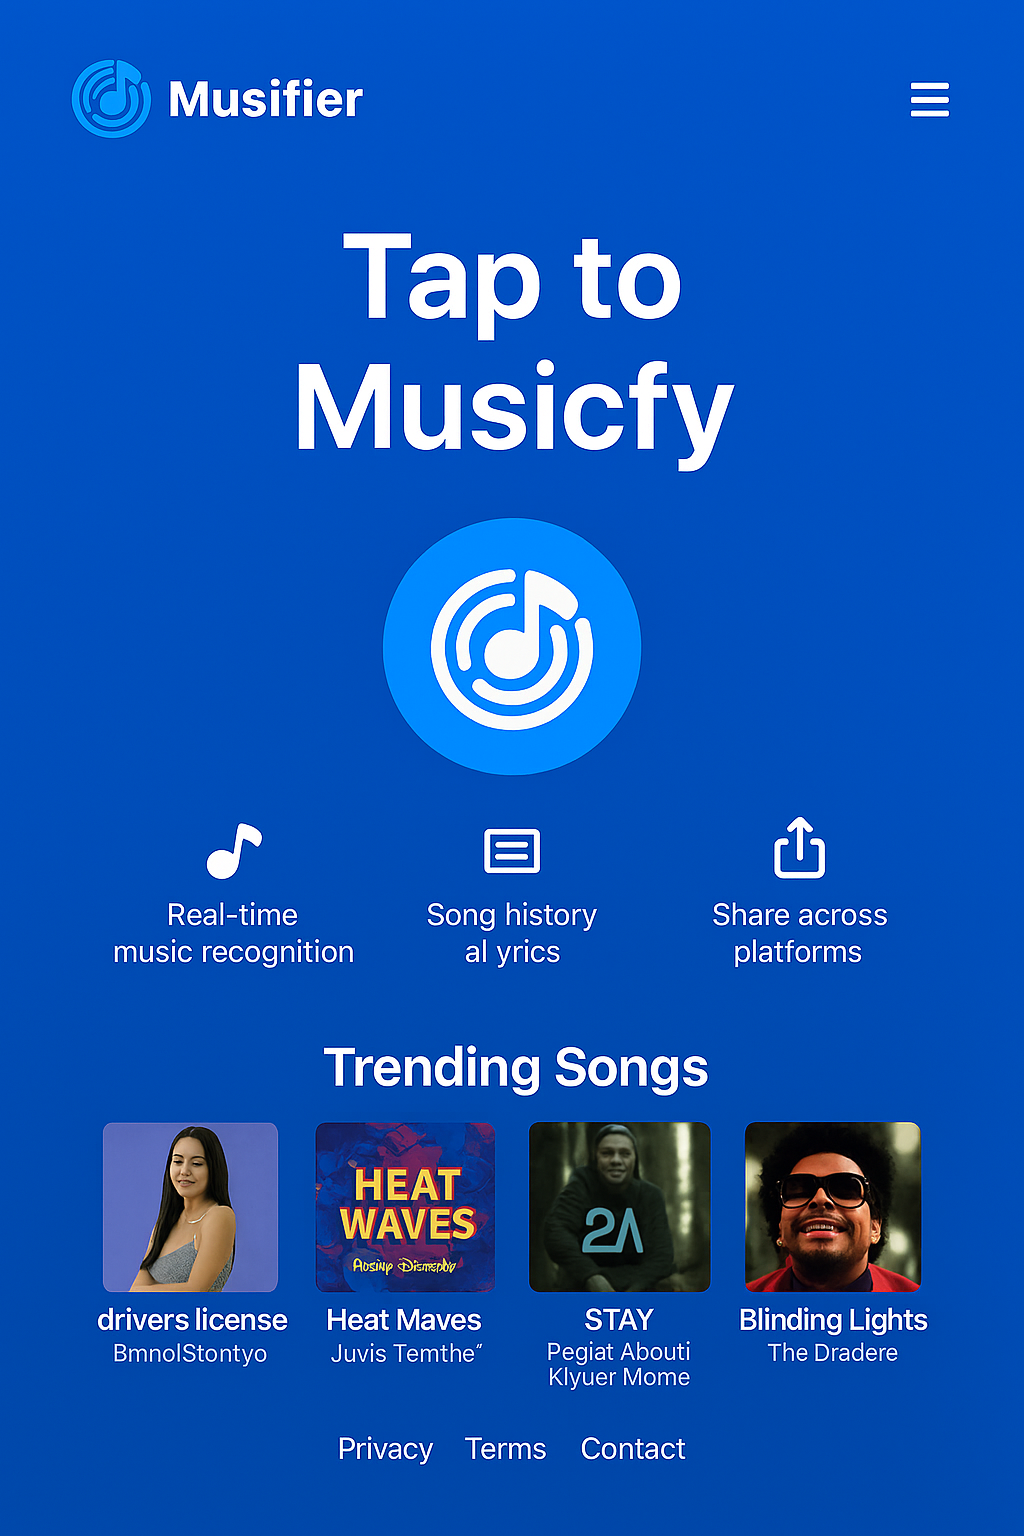 Musifier
Tap to
Musicfy
Real-time
music recognition
Song history
al yrics
Share across
platforms
Trending Songs
HEAT
WAVES
2Λ
drivers license
BmnolStontyo
Heat Maves
Juvis Temthe″
STAY
Pegiat Abouti
Klyuer Mome
Blinding Lights
The Dradere
Privacy Terms Contact